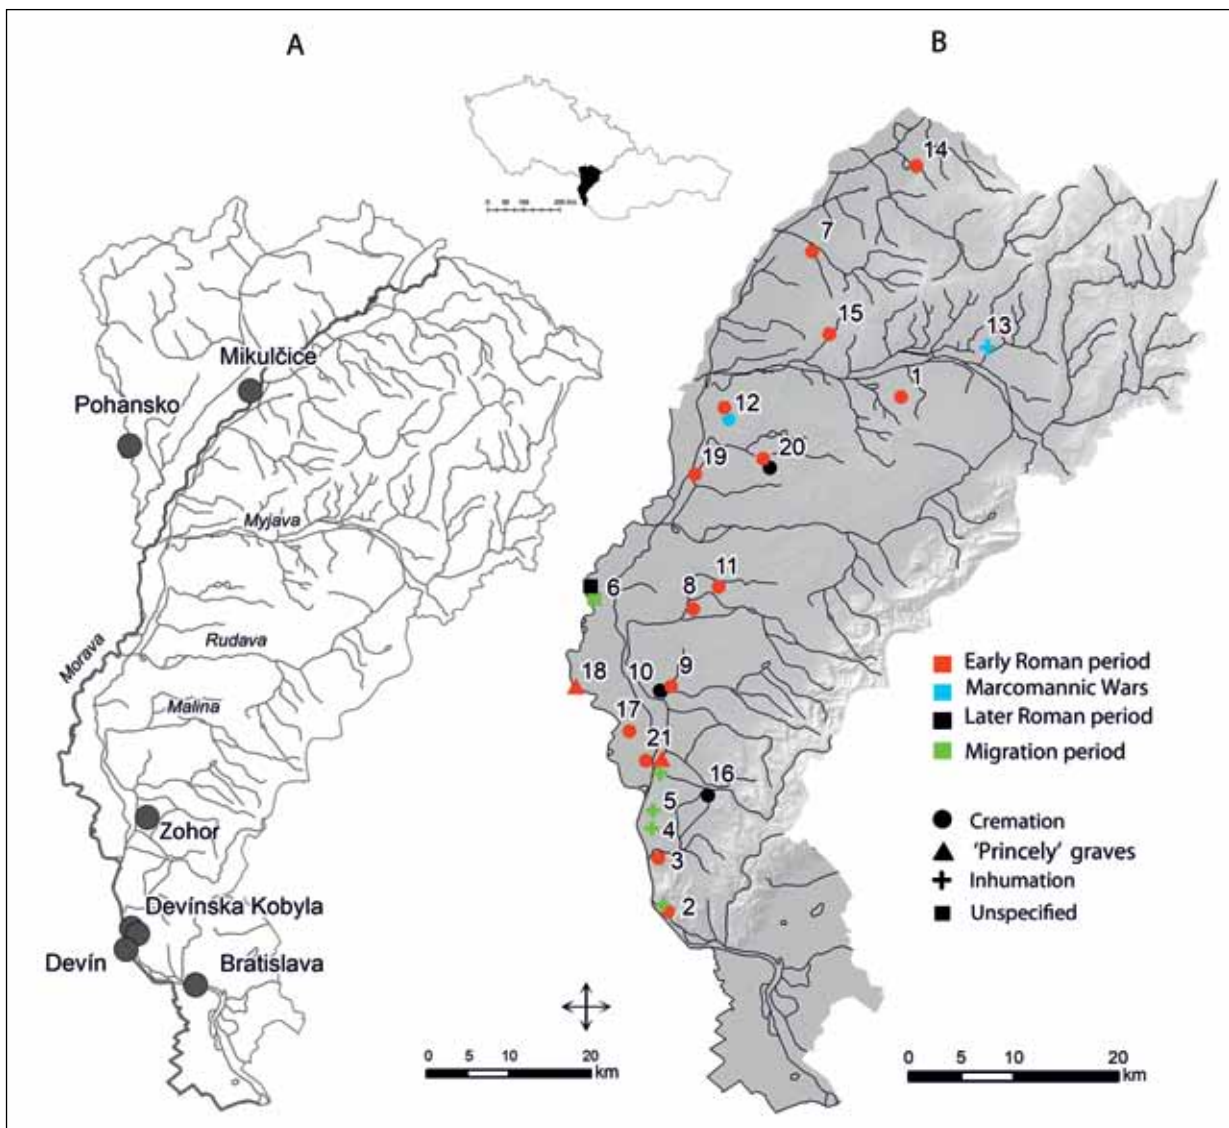 A
B
Mikulčice
Pohansko
Myjava
Morava
Rudava
Malina
Zohor
Devínska Kobyla
Devín
Bratislava
0 5 10 20
km
14
7
15
13
1
12
20
19
6
11
8
18
10
9
17
21
16
5
4
3
2
Early Roman period
Marcomannic Wars
Later Roman period
Migration period
Cremation
'Princely' graves
Inhumation
Unspecified
0 5 10 20
km